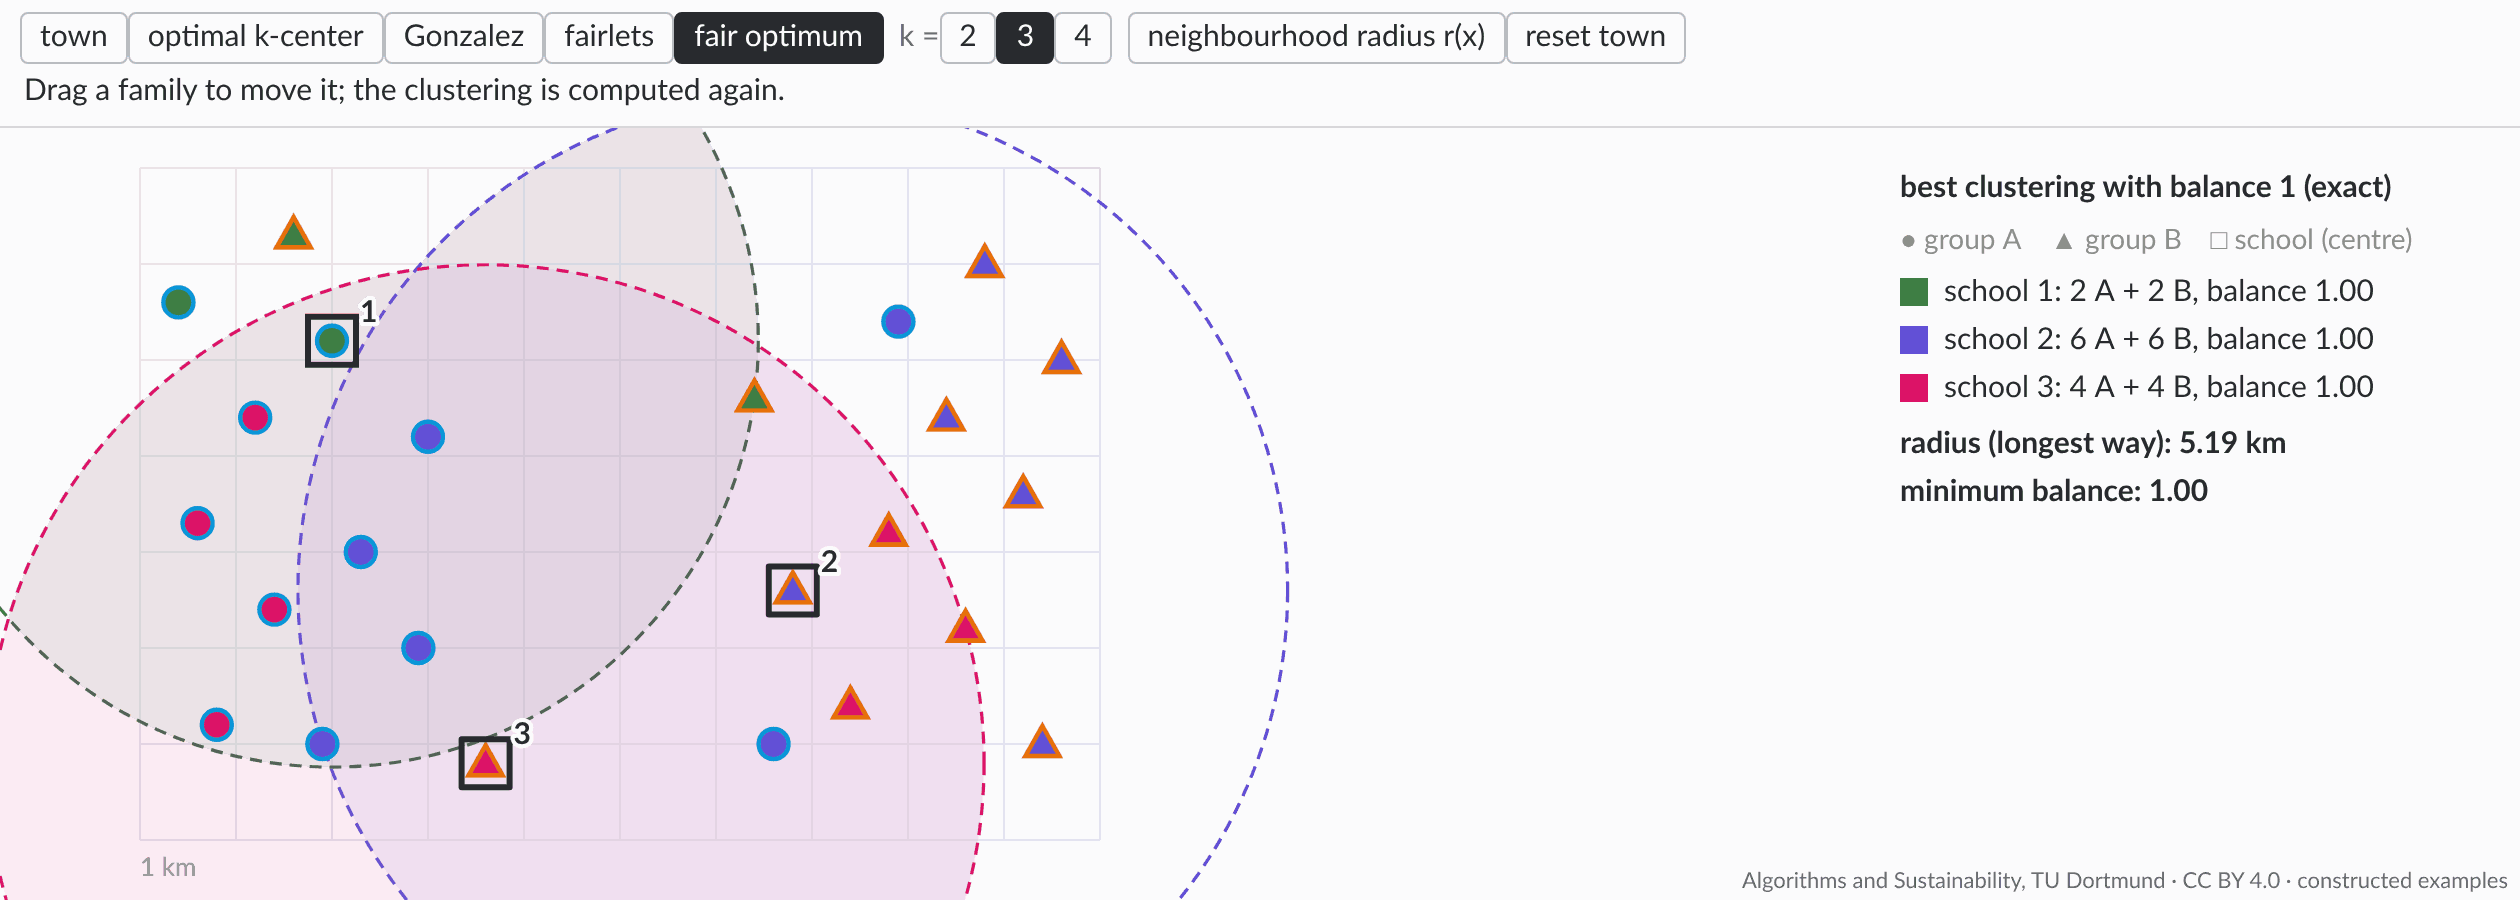 town optimal k-center Gonzalez fairlets fair optimum k = 2 3 4 neighbourhood radius r(x) reset town
Drag a family to move it; the clustering is computed again.
best clustering with balance 1 (exact)
group A group B school (centre)
school 1: 2 A + 2 B, balance 1.00
school 2: 6 A + 6 B, balance 1.00
school 3: 4 A + 4 B, balance 1.00
radius (longest way): 5.19 km
minimum balance: 1.00
1
2
3
1 km
Algorithms and Sustainability, TU Dortmund · CC BY 4.0 · constructed examples